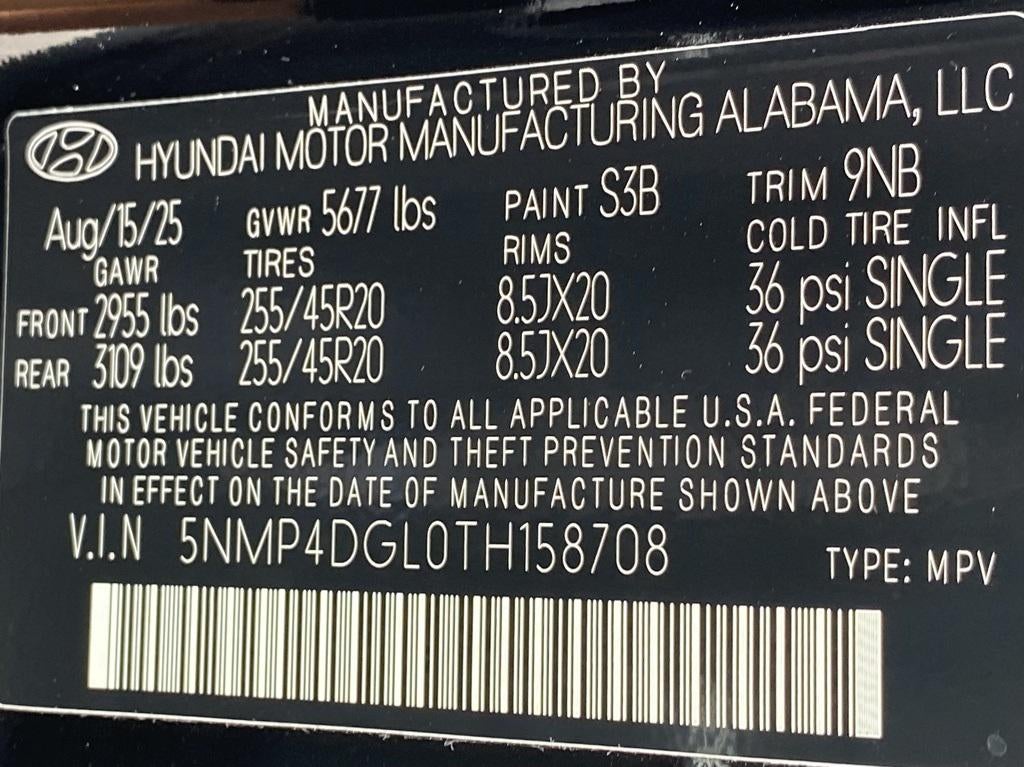 MANUFACTURED BY
HYUNDAI MOTOR MANUFACTURING ALABAMA, LLC
Aug/15/25 GVWR 5677 lbs PAINT S3B TRIM 9NB
GAWR TIRES RIMS COLD TIRE INFL
FRONT 2955 lbs 255/45R20 8.5JX20 36 psi SINGLE
REAR 3109 lbs 255/45R20 8.5JX20 36 psi SINGLE
THIS VEHICLE CONFORMS TO ALL APPLICABLE U.S.A. FEDERAL
MOTOR VEHICLE SAFETY AND THEFT PREVENTION STANDARDS
IN EFFECT ON THE DATE OF MANUFACTURE SHOWN ABOVE
V.I.N 5NMP4DGL0TH158708 TYPE: MPV